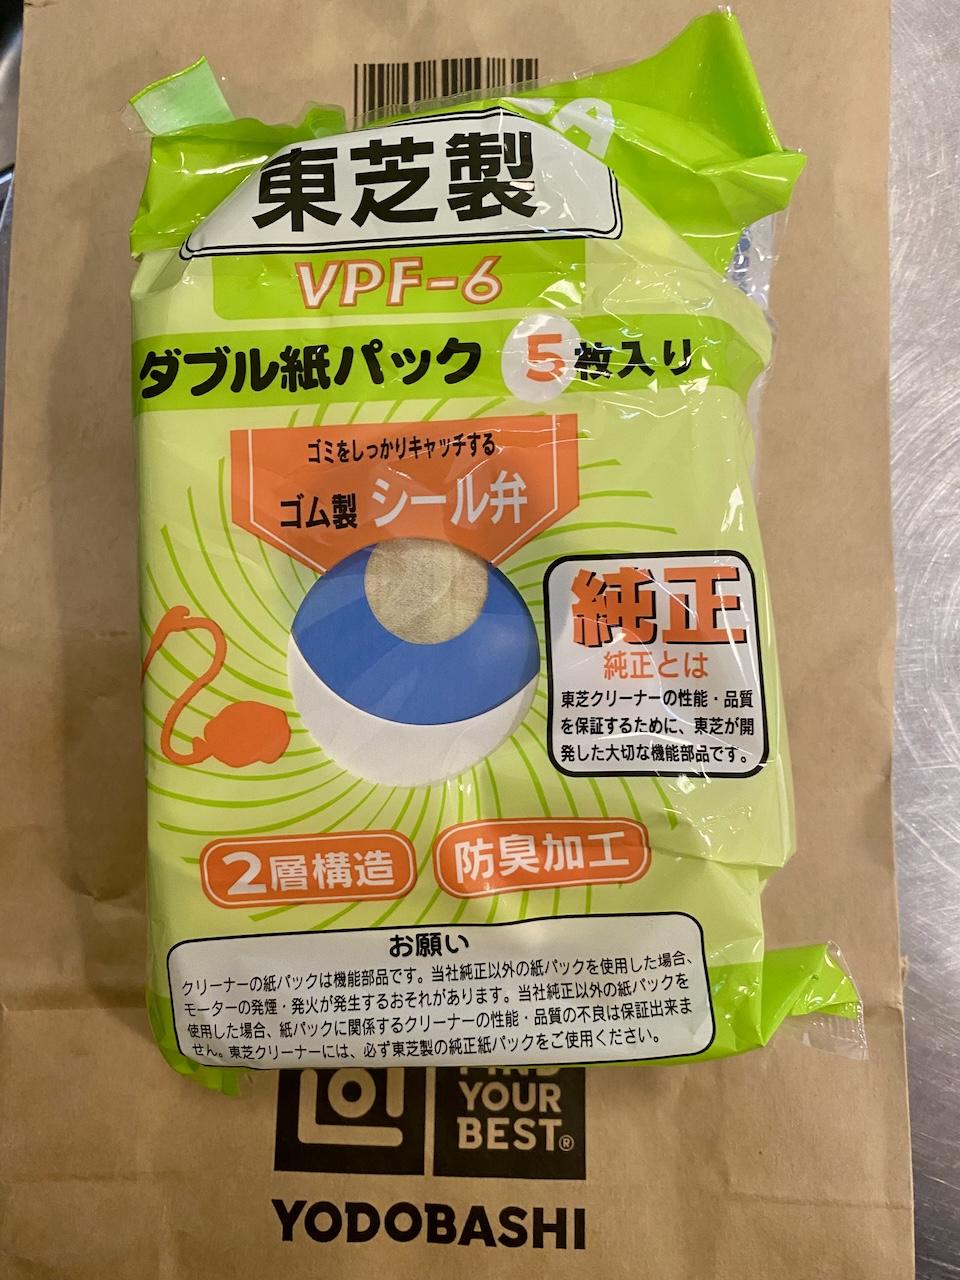 東芝製
VPF-6
ダブル紙パック 5枚入り
ゴミをしっかりキャッチする
ゴム製 シール弁
純正
純正とは
東芝クリーナーの性能・品質
を保証するために、東芝が開
発した大切な機能部品です。
2層構造 防臭加工
お願い
クリーナーの紙パックは機能部品です。当社純正以外の紙パックを使用した場合、
モーターの発煙・発火が発生するおそれがあります。当社純正以外の紙パックを
使用した場合、紙パックに関係するクリーナーの性能・品質の不良は保証出来ま
せん。東芝クリーナーには、必ず東芝製の純正紙パックをご使用ください。
FIND
YOUR
BEST®
YODOBASHI